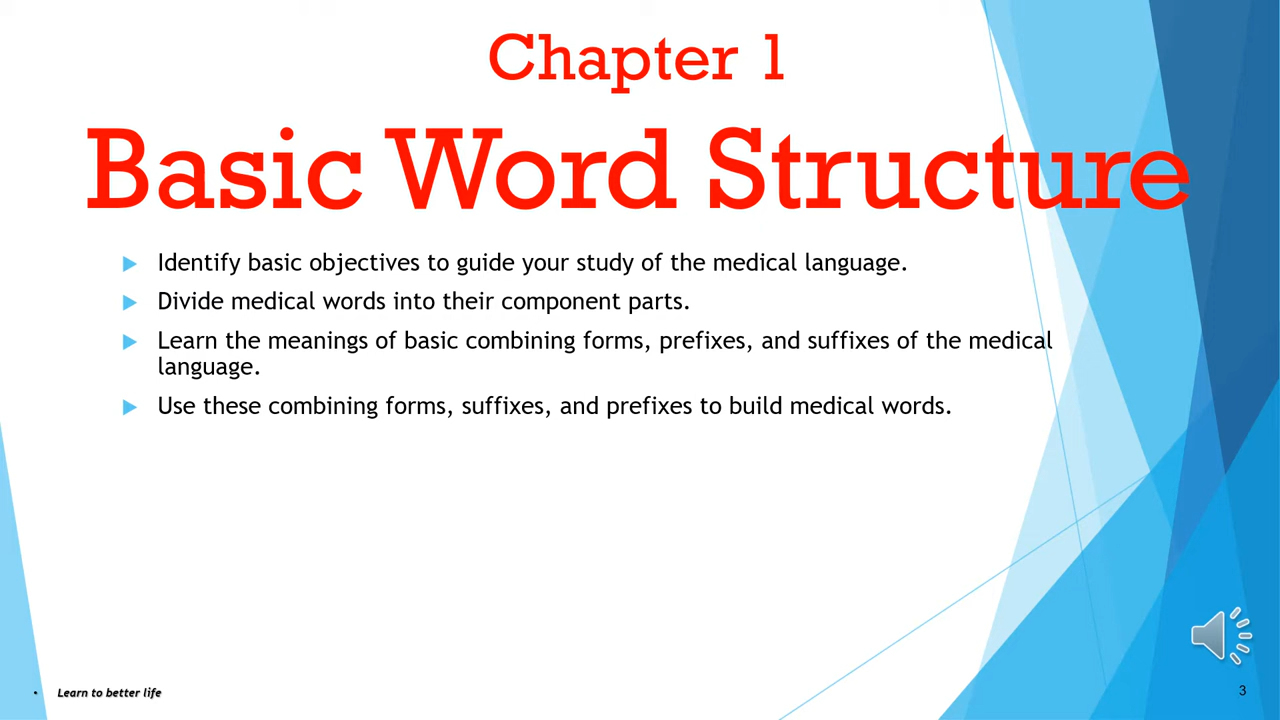 Chapter 1
Basic Word Structure
Identify basic objectives to guide your study of the medical language.
Divide medical words into their component parts.
Learn the meanings of basic combining forms, prefixes, and suffixes of the medical
language.
Use these combining forms, suffixes, and prefixes to build medical words.
• Learn to better life
3